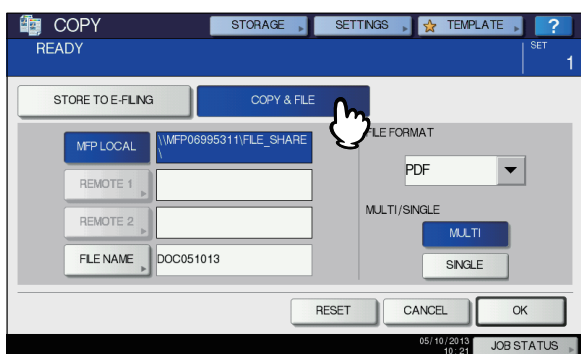 COPY
STORAGE
SETTINGS
TEMPLATE
?
READY
SET
1
STORE TO E-FILING
COPY & FILE
MFP LOCAL
\\MFP06995311\FILE_SHARE
\
REMOTE 1
REMOTE 2
FILE NAME
DOC051013
FILE FORMAT
PDF
MULTI/SINGLE
MULTI
SINGLE
RESET
CANCEL
OK
05/10/2013
10:21
JOB STATUS